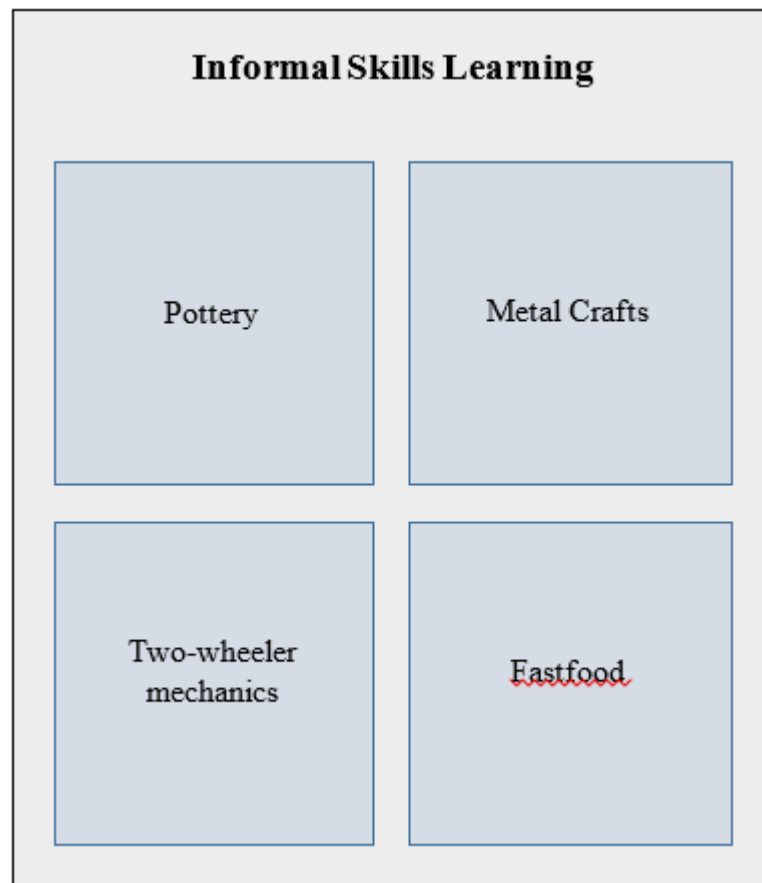 Informal Skills Learning
Pottery
Metal Crafts
Two-wheeler
mechanics
Fastfood